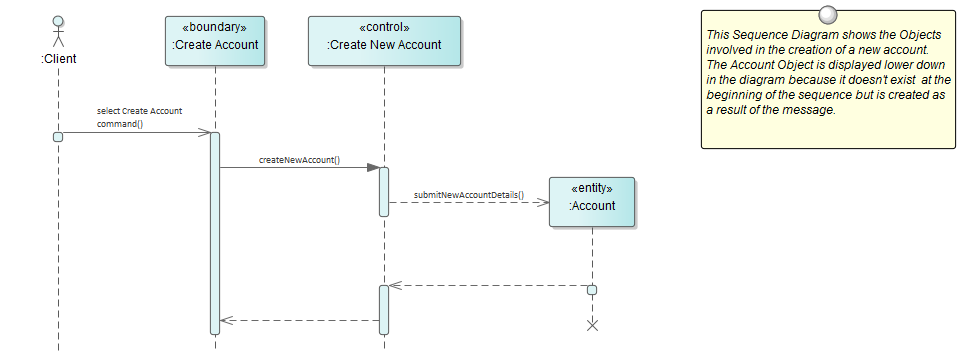 :Client
«boundary»
:Create Account
«control»
:Create New Account
select Create Account
command()
createNewAccount()
submitNewAccountDetails()
«entity»
:Account
This Sequence Diagram shows the Objects
involved in the creation of a new account.
The Account Object is displayed lower down
in the diagram because it doesn't exist at the
beginning of the sequence but is created as
a result of the message.